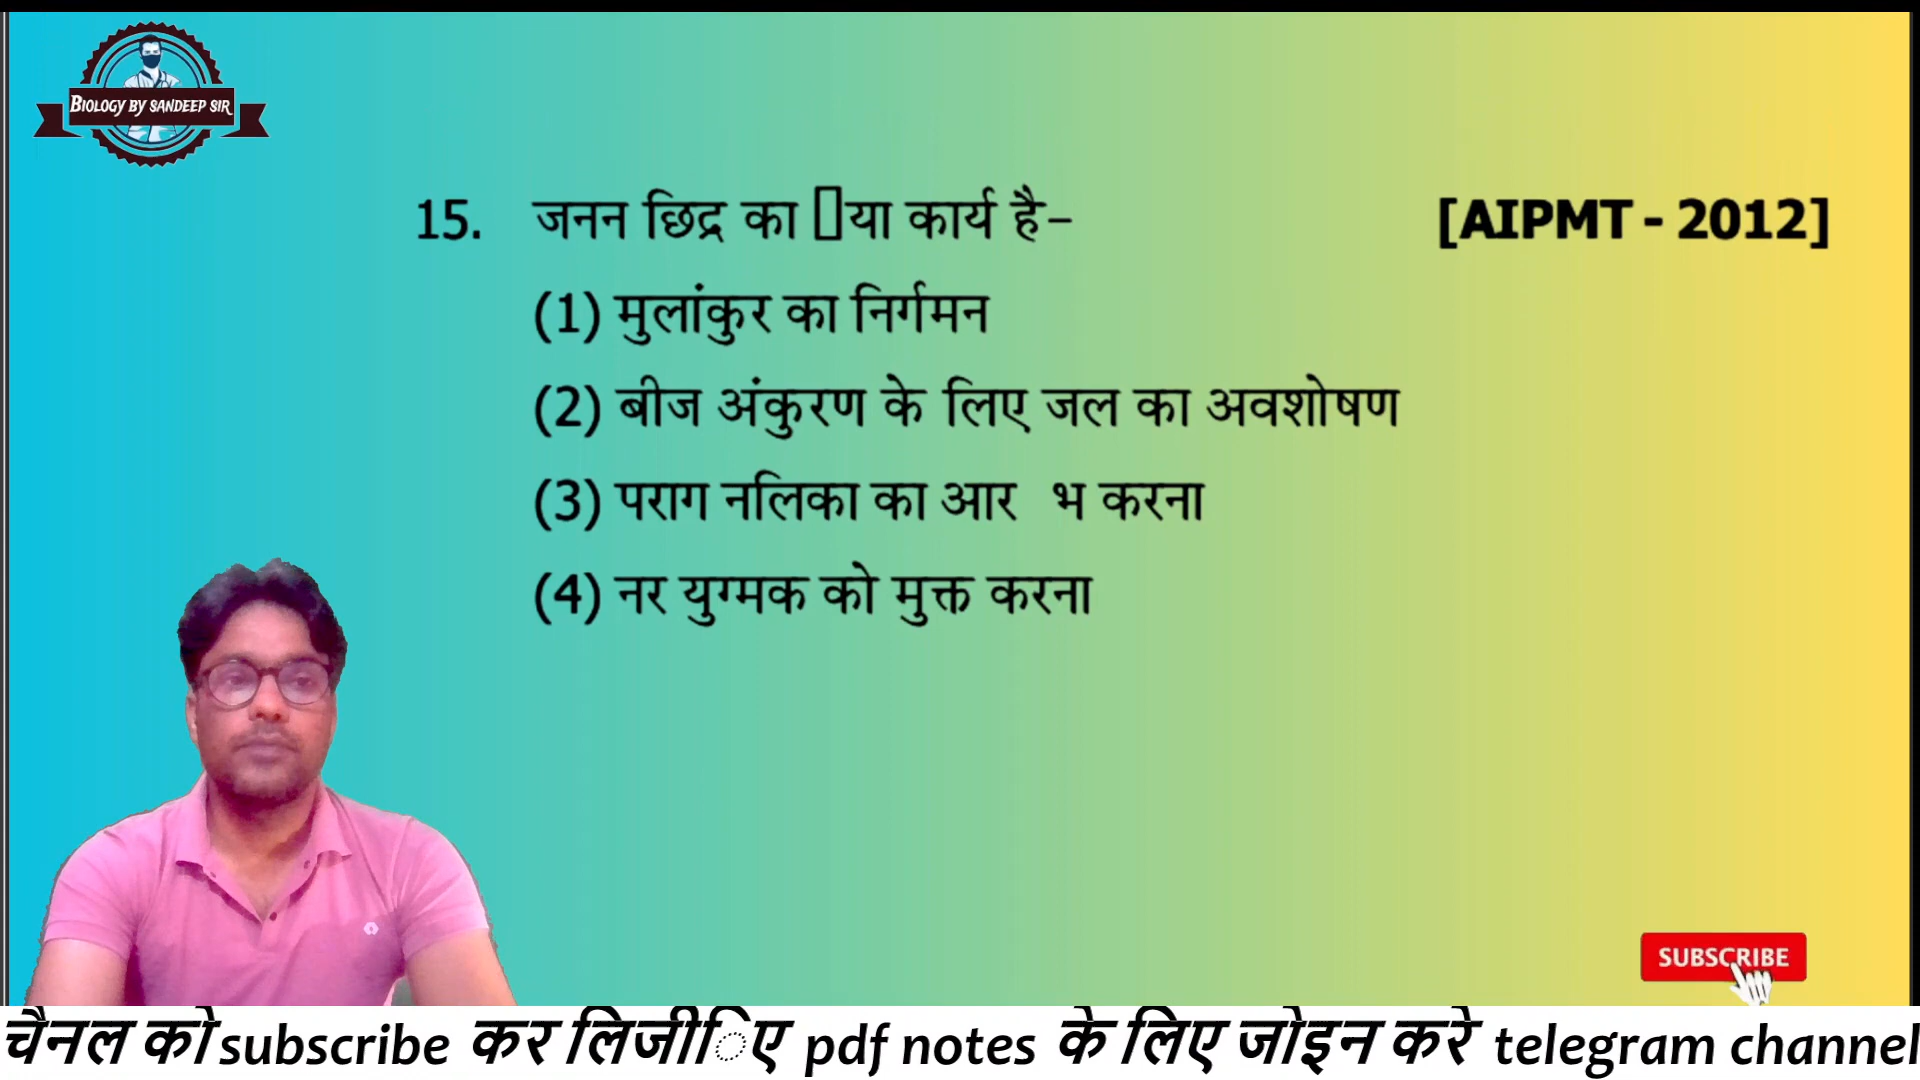 BIOLOGY BY SANDEEP SIR
15. जनन छिद्र का ▯या कार्य है– [AIPMT - 2012]
(1) मुलांकुर का निर्गमन
(2) बीज अंकुरण के लिए जल का अवशोषण
(3) पराग नलिका का आर भ करना
(4) नर युग्मक को मुक्त करना
SUBSCRIBE
चैनल को subscribe कर लिजीिए pdf notes के लिए जोइन करे telegram channel